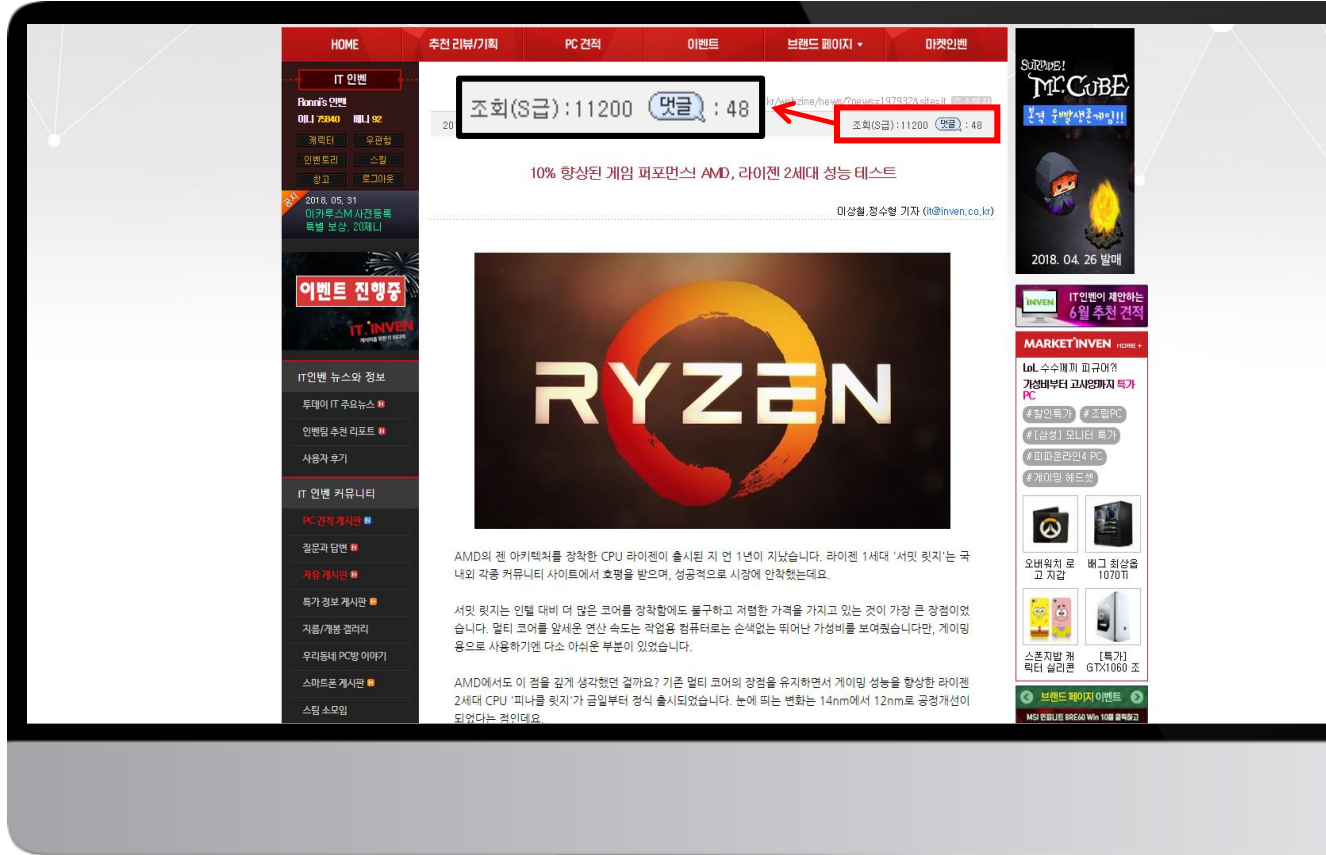 HOME 추천 리뷰/기획 PC 견적 이벤트 브랜드 페이지 ▾ 마켓인벤
IT 인벤
Ronni's 인벤
이니 75840 베니 92
캐릭터 우편함
인벤토리 스킬
창고 로그아웃
공지
2018. 05. 31
이카루스M 사전등록
특별 보상, 20제니
이벤트 진행중
IT INVEN
IT인벤 뉴스와 정보
투데이 IT 주요뉴스 N
인벤팀 추천 리포트 N
사용자 후기
IT 인벤 커뮤니티
PC 견적 게시판 N
질문과 답변 N
자유 게시판 N
특가 정보 게시판 N
지름/개봉 갤러리
우리동네 PC방 이야기
스마트폰 게시판 N
스팀 소모임
조회(S급) : 11200 댓글 : 48
kr/webzine/news/?news=197932&site=it
조회(S급) : 11200 댓글 : 48
10% 향상된 게임 퍼포먼스! AMD, 라이젠 2세대 성능 테스트
이상철,정수형 기자 (it@inven.co.kr)
RYZEN
AMD의 젠 아키텍처를 장착한 CPU 라이젠이 출시된 지 언 1년이 지났습니다. 라이젠 1세대 '서밋 릿지'는 국
내외 각종 커뮤니티 사이트에서 호평을 받으며, 성공적으로 시장에 안착했는데요.
서밋 릿지는 인텔 대비 더 많은 코어를 장착함에도 불구하고 저렴한 가격을 가지고 있는 것이 가장 큰 장점이었
습니다. 멀티 코어를 앞세운 연산 속도는 작업용 컴퓨터로는 손색없는 뛰어난 가성비를 보여줬습니다만, 게이밍
용으로 사용하기엔 다소 아쉬운 부분이 있었습니다.
AMD에서도 이 점을 깊게 생각했던 걸까요? 기존 멀티 코어의 장점을 유지하면서 게이밍 성능을 향상한 라이젠
2세대 CPU '피나클 릿지'가 금일부터 정식 출시되었습니다. 눈에 띄는 변화는 14nm에서 12nm로 공정개선이
되었다는 점인데요.
SURVIVE!
MR.CUBE
본격 운빨생존게임!!
2018. 04. 26 발매
INVEN IT인벤이 제안하는
6월 추천 견적
MARKET INVEN MORE +
LoL 수수께끼 피규어?!
가성비부터 고사양까지 특가
PC
#할인특가 #조립PC
#[삼성] 모니터 특가
#피파온라인4 PC
#게이밍 헤드셋
오버워치 로 배그 최상옵
고 지갑 1070Ti
스폰지밥 캐 [특가]
릭터 실리콘 GTX1060 조
브랜드 페이지 이벤트